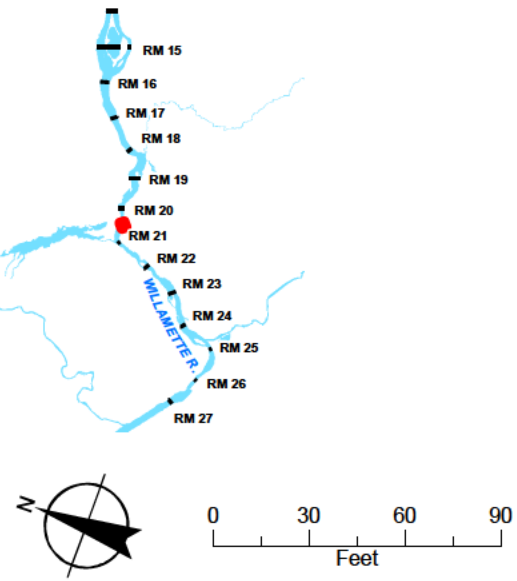 RM 15
RM 16
RM 17
RM 18
RM 19
RM 20
RM 21
RM 22
RM 23
WILLAMETTE R.
RM 24
RM 25
RM 26
RM 27
N
0 30 60 90
Feet